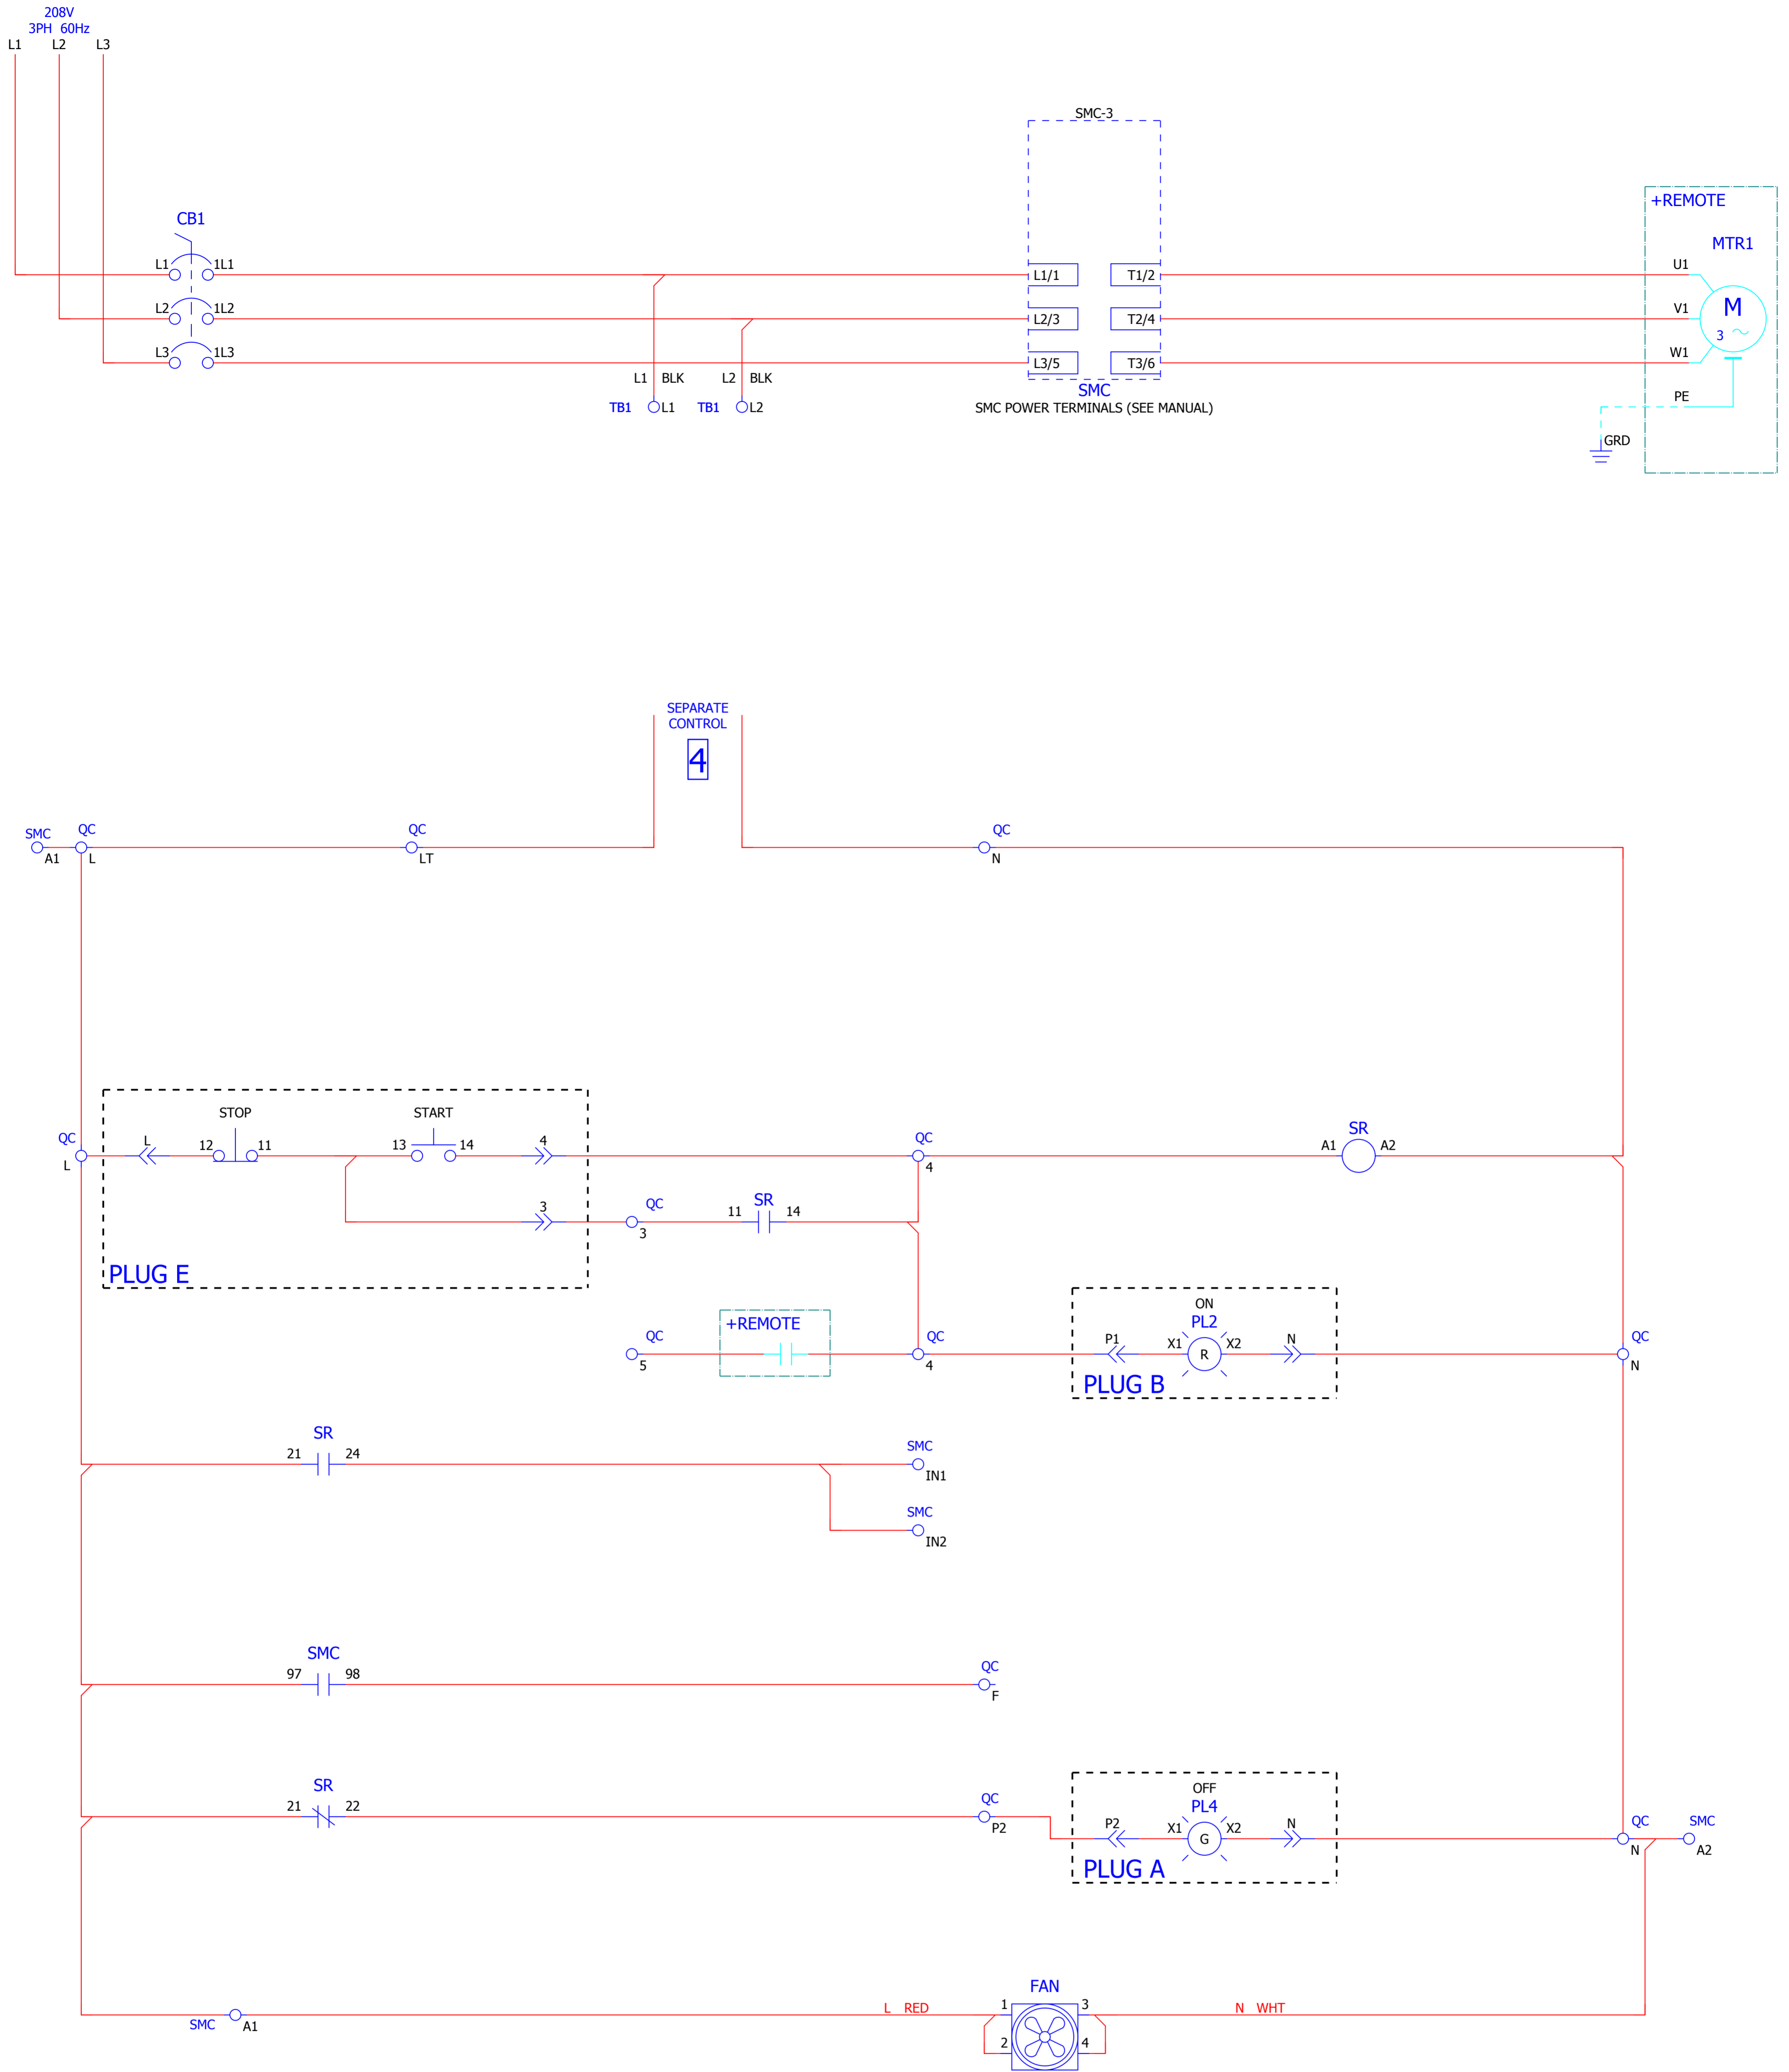 208V
3PH 60Hz
L1 L2 L3
SMC-3
+REMOTE
CB1
MTR1
L1 1L1
L1/1 T1/2
U1
L2 1L2
L2/3 T2/4
V1
M
3
L3 1L3
L3/5 T3/6
W1
L1 BLK L2 BLK
SMC
PE
TB1 L1 TB1 L2
SMC POWER TERMINALS (SEE MANUAL)
GRD
SEPARATE
CONTROL
4
SMC QC QC QC
A1 L LT N
STOP START
SR
QC L 12 11 13 14 4 QC A1 A2
L 4
3 QC SR
11 14
3
PLUG E
ON
+REMOTE
PL2
QC QC P1 X1 R X2 N QC
5 4 N
PLUG B
SR
21 24
SMC
IN1
SMC
IN2
SMC
97 98
QC
F
SR
21 22
OFF
QC
PL4
P2
P2 X1 G X2 N QC SMC
N A2
PLUG A
FAN
L RED 1 3 N WHT
SMC A1
2 4